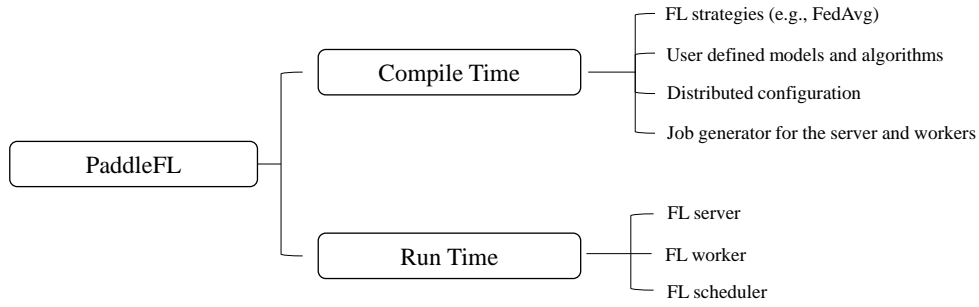 PaddleFL
Compile Time
FL strategies (e.g., FedAvg)
User defined models and algorithms
Distributed configuration
Job generator for the server and workers
Run Time
FL server
FL worker
FL scheduler